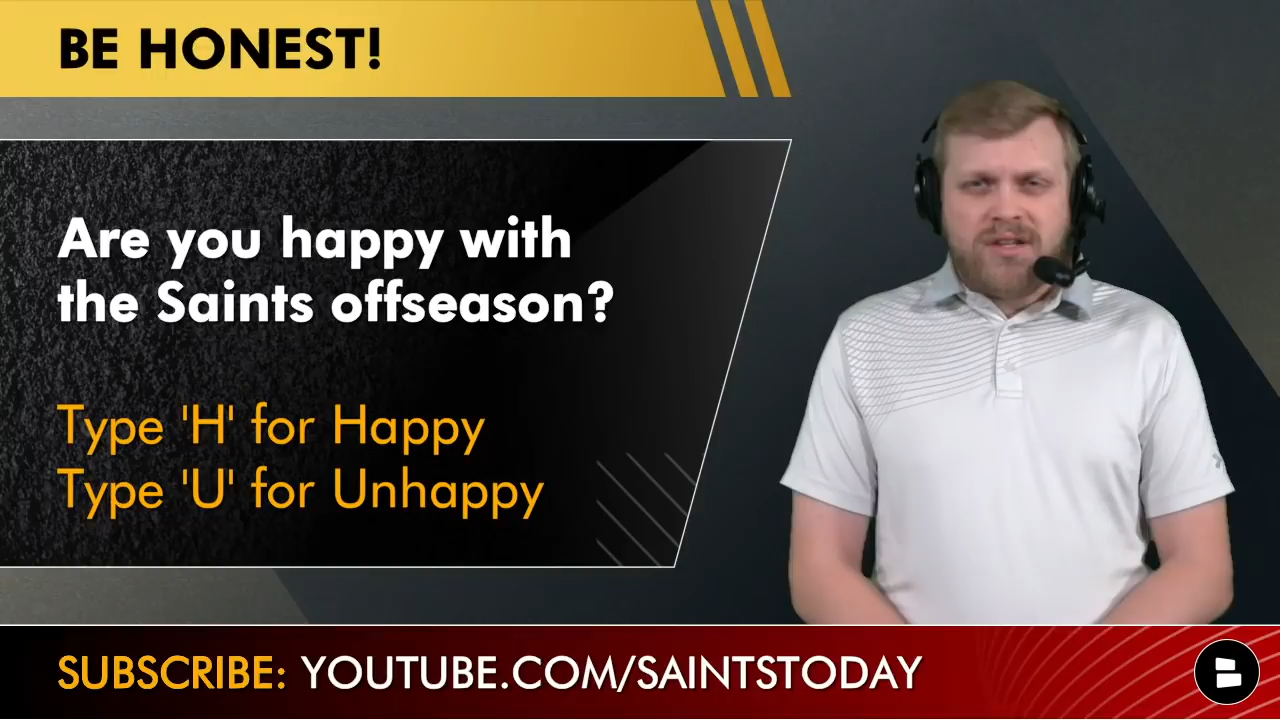 BE HONEST!
Are you happy with
the Saints offseason?
Type 'H' for Happy
Type 'U' for Unhappy
SUBSCRIBE: YOUTUBE.COM/SAINTSTODAY